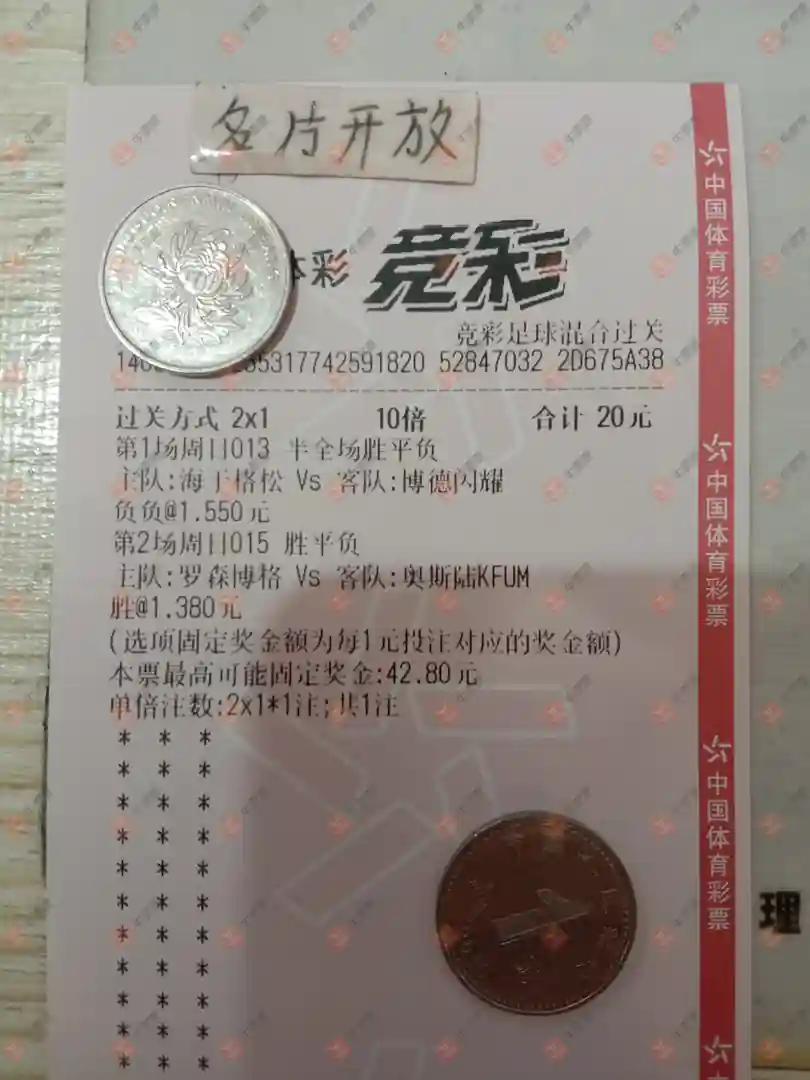 名片开放
体彩 竞彩
竞彩足球混合过关
5317742591820 52847032 2D675A38
过关方式 2x1 10倍 合计 20元
第1场周日013 半全场胜平负
主队:海于格松 Vs 客队:博德闪耀
负负@1.550元
第2场周日015 胜平负
主队:罗森博格 Vs 客队:奥斯陆KFUM
胜@1.380元
(选项固定奖金额为每1元投注对应的奖金额)
本票最高可能固定奖金:42.80元
单倍注数:2x1*1注;共1注
* * *
* * *
* * *
* * *
* * *
* * *
* * *
* * *
* * *
* * *
* * *
中国体育彩票
中国体育彩票
中国体育彩票
理
1